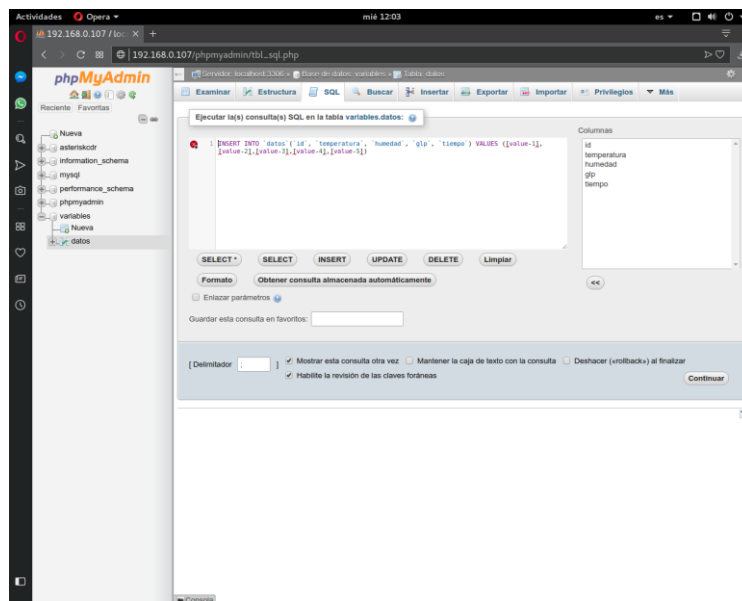 Actividades Opera mié 12:03 es
192.168.0.107 / loc × +
192.168.0.107/phpmyadmin/tbl_sql.php
phpMyAdmin
Reciente Favoritas
Nueva
asteriskcdr
information_schema
mysql
performance_schema
phpmyadmin
variables
Nueva
datos
Servidor: localhost:3306 » Base de datos: variables » Tabla: datos
Examinar Estructura SQL Buscar Insertar Exportar Importar Privilegios Más
Ejecutar la(s) consulta(s) SQL en la tabla variables.datos:
1 INSERT INTO `datos`(`id`, `temperatura`, `humedad`, `glp`, `tiempo`) VALUES ([value-1],
[value-2],[value-3],[value-4],[value-5])
Columnas
id
temperatura
humedad
glp
tiempo
SELECT * SELECT INSERT UPDATE DELETE Limpiar
Formato Obtener consulta almacenada automáticamente
<<
Enlazar parámetros
Guardar esta consulta en favoritos:
[ Delimitador ; ] Mostrar esta consulta otra vez Mantener la caja de texto con la consulta Deshacer («rollback») al finalizar
Habilite la revisión de las claves foráneas
Continuar
Consola